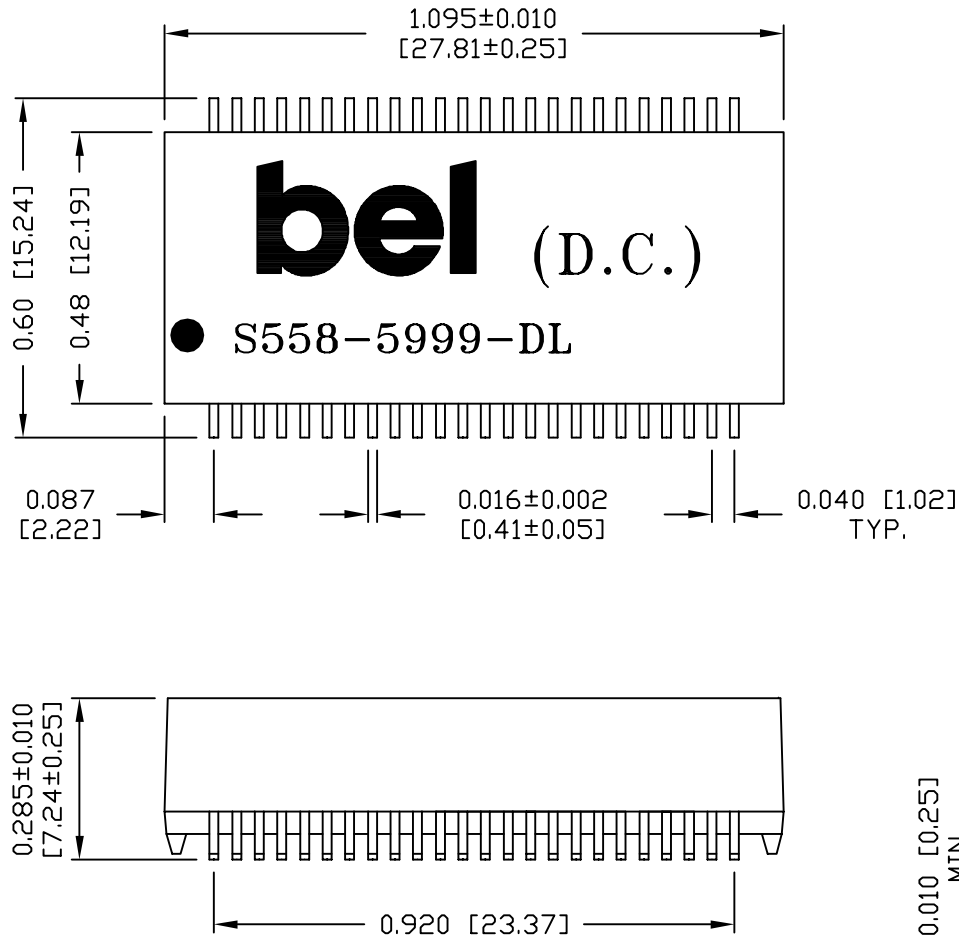 1.095±0.010
[27.81±0.25]
0.60 [15.24]
0.48 [12.19]
bel
(D.C.)
S558-5999-DL
0.087
[2.22]
0.016±0.002
[0.41±0.05]
0.040 [1.02]
TYP.
0.285±0.010
[7.24±0.25]
0.010 [0.25]
MIN
0.920 [23.37]